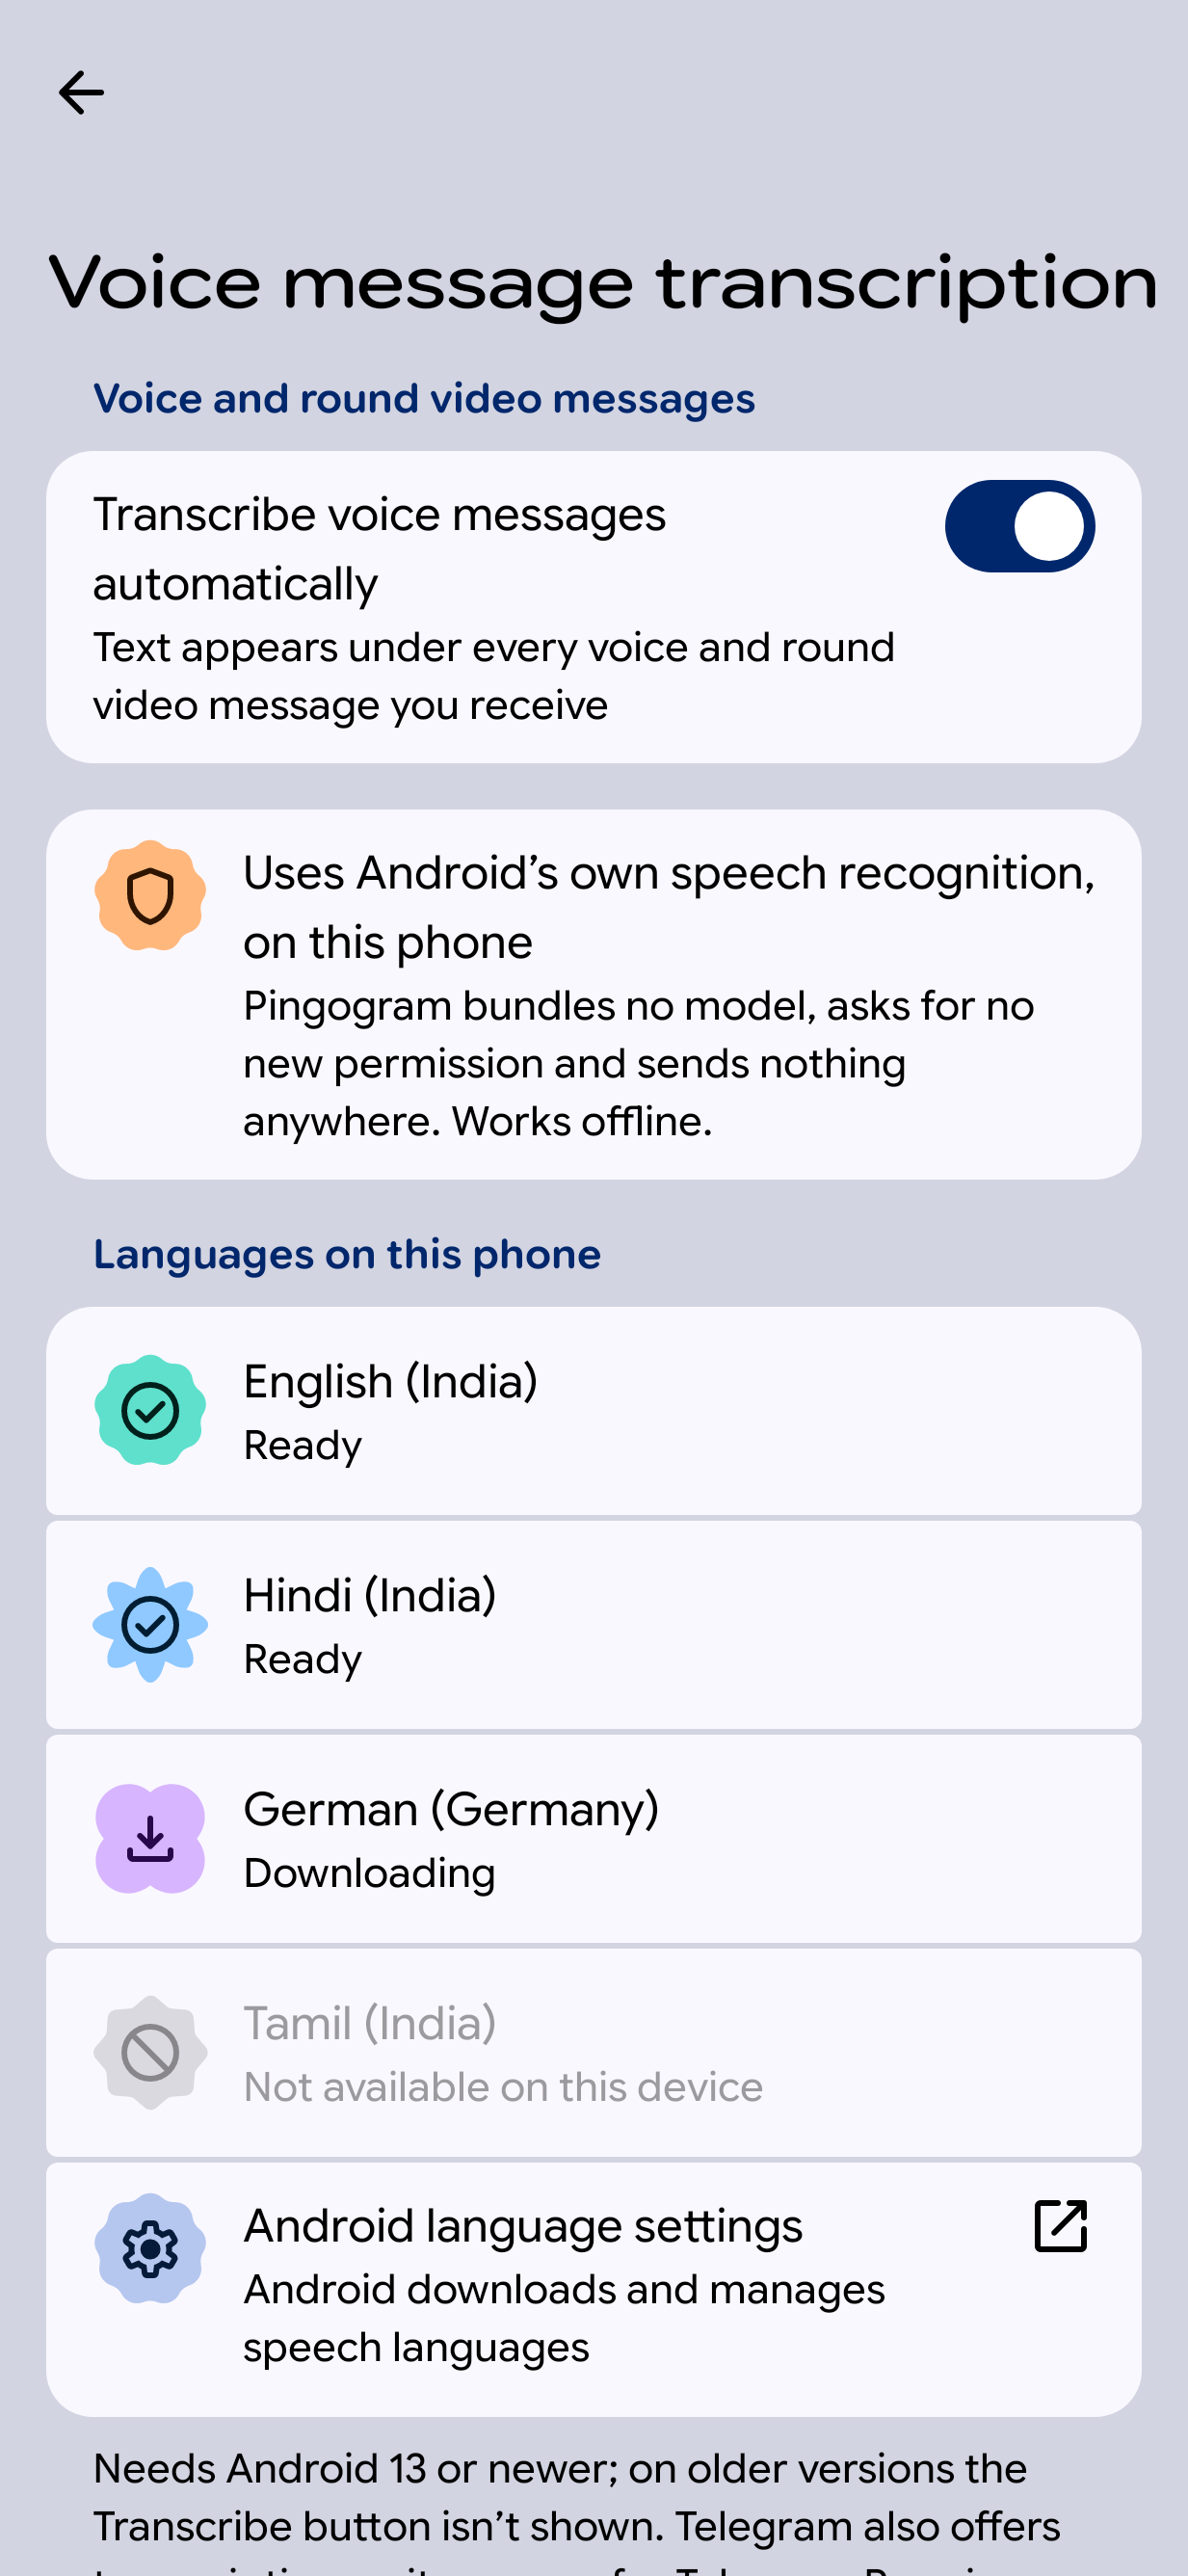 Voice message transcription
Voice and round video messages
Transcribe voice messages
automatically
Text appears under every voice and round
video message you receive
Uses Android’s own speech recognition,
on this phone
Pingogram bundles no model, asks for no
new permission and sends nothing
anywhere. Works offline.
Languages on this phone
English (India)
Ready
Hindi (India)
Ready
German (Germany)
Downloading
Tamil (India)
Not available on this device
Android language settings
Android downloads and manages
speech languages
Needs Android 13 or newer; on older versions the
Transcribe button isn’t shown. Telegram also offers